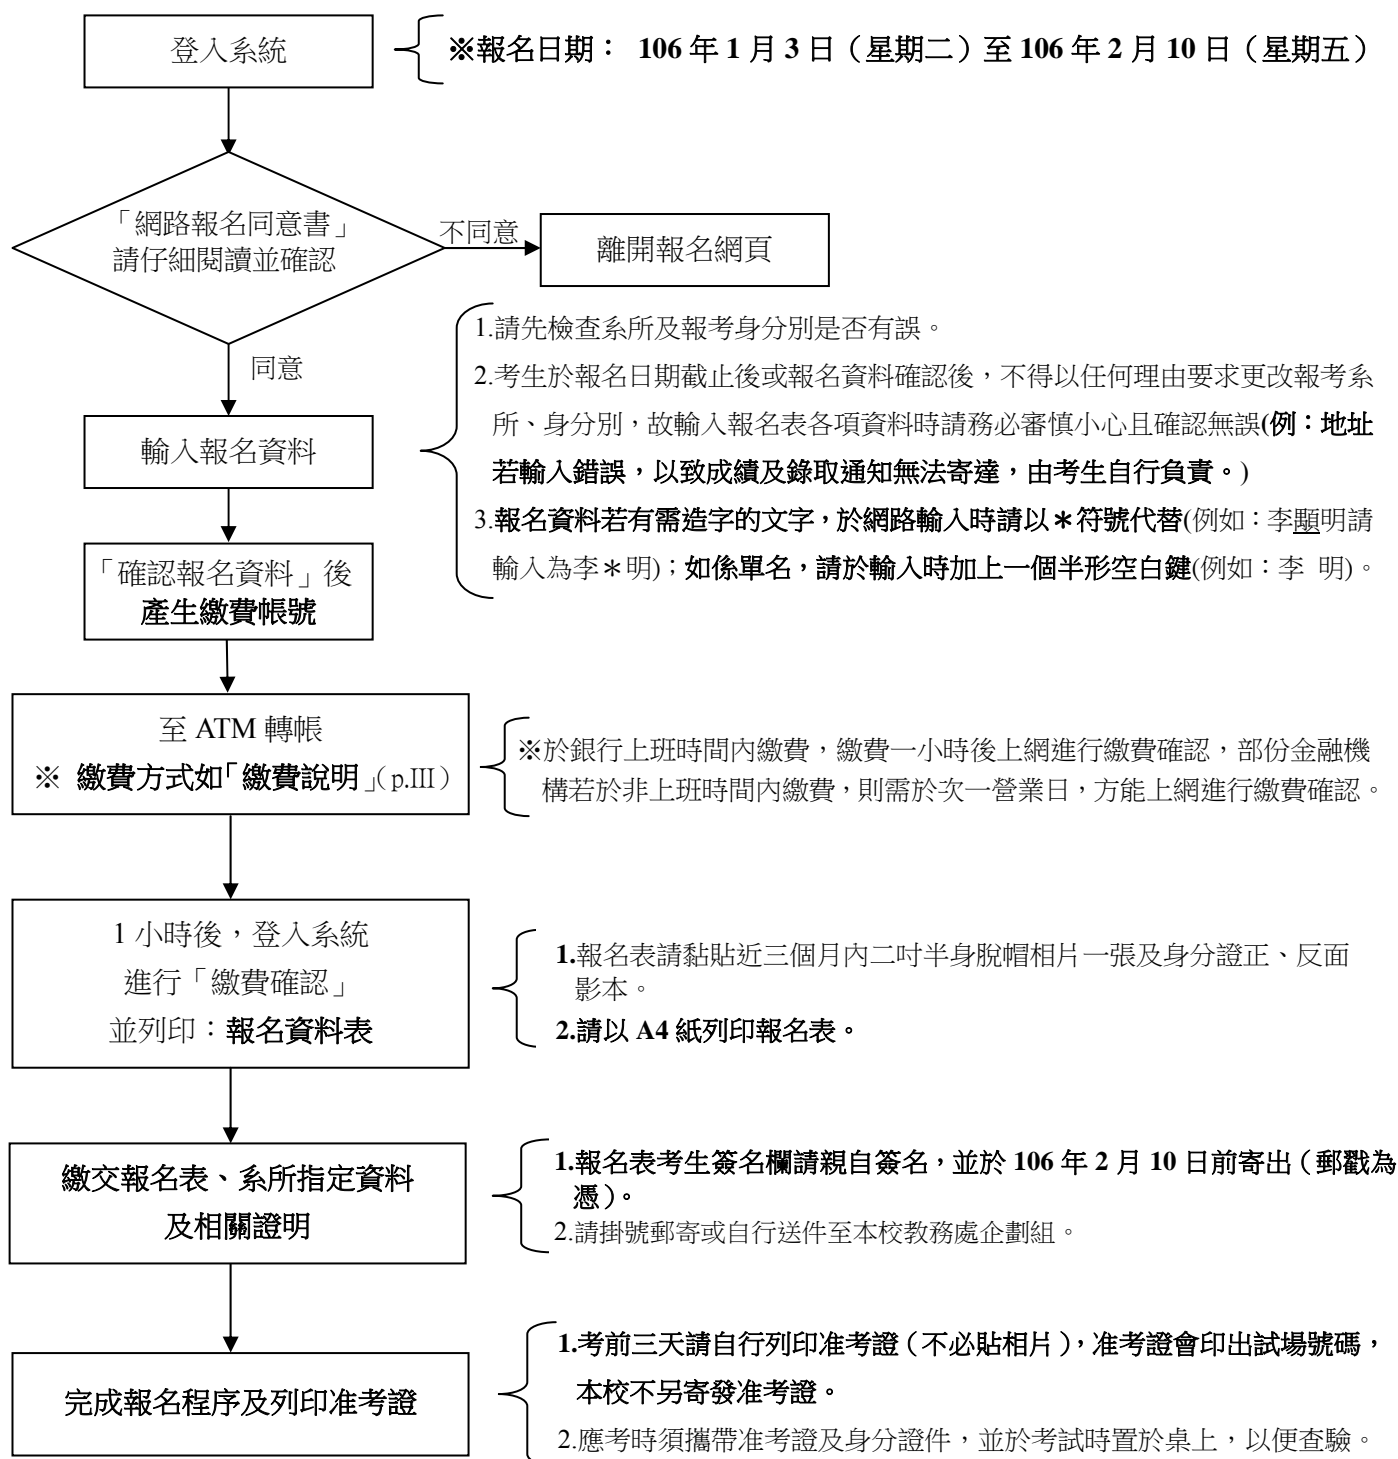 登入系統
※報名日期： 106 年 1 月 3 日（星期二）至 106 年 2 月 10 日（星期五）
「網路報名同意書」
請仔細閱讀並確認
不同意
離開報名網頁
同意
輸入報名資料
1.請先檢查系所及報考身分別是否有誤。
2.考生於報名日期截止後或報名資料確認後，不得以任何理由要求更改報考系
所、身分別，故輸入報名表各項資料時請務必審慎小心且確認無誤(例：地址
若輸入錯誤，以致成績及錄取通知無法寄達，由考生自行負責。)
3.報名資料若有需造字的文字，於網路輸入時請以＊符號代替(例如：李顒明請
輸入為李＊明)；如係單名，請於輸入時加上一個半形空白鍵(例如：李 明)。
「確認報名資料」後
產生繳費帳號
至 ATM 轉帳
※ 繳費方式如「繳費說明」（p.III）
※於銀行上班時間內繳費，繳費一小時後上網進行繳費確認，部份金融機
構若於非上班時間內繳費，則需於次一營業日，方能上網進行繳費確認。
1 小時後，登入系統
進行「繳費確認」
並列印：報名資料表
1.報名表請黏貼近三個月內二吋半身脫帽相片一張及身分證正、反面
影本。
2.請以 A4 紙列印報名表。
繳交報名表、系所指定資料
及相關證明
1.報名表考生簽名欄請親自簽名，並於 106 年 2 月 10 日前寄出（郵戳為
憑）。
2.請掛號郵寄或自行送件至本校教務處企劃組。
完成報名程序及列印准考證
1.考前三天請自行列印准考證（不必貼相片），准考證會印出試場號碼，
本校不另寄發准考證。
2.應考時須攜帶准考證及身分證件，並於考試時置於桌上，以便查驗。